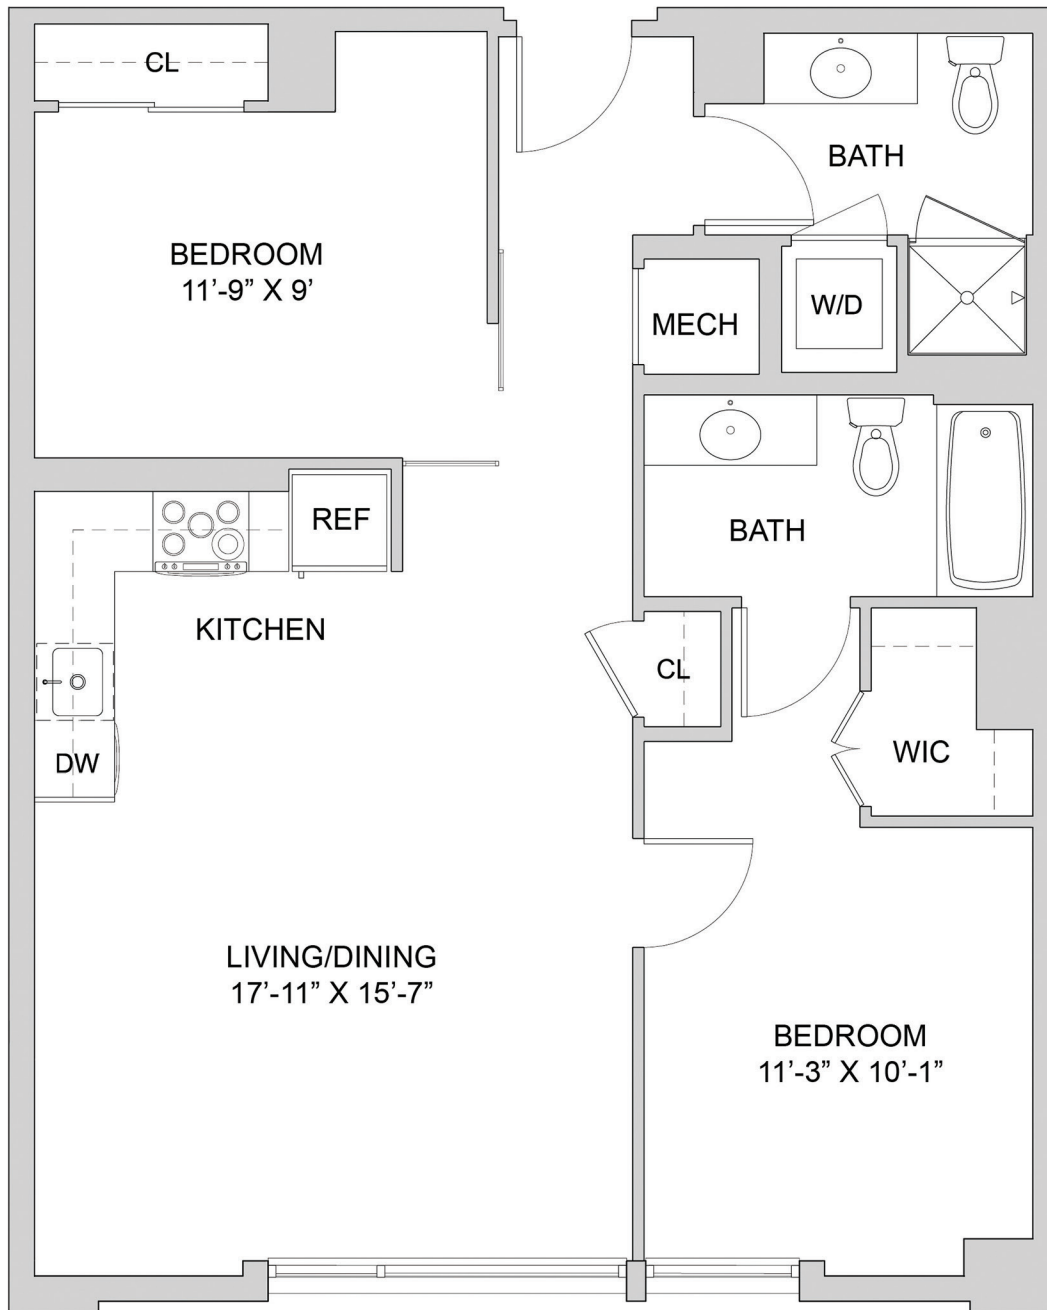 CL
BATH
BEDROOM
11’-9” X 9’
MECH
W/D
REF
BATH
KITCHEN
CL
DW
WIC
LIVING/DINING
17’-11” X 15’-7”
BEDROOM
11’-3” X 10’-1”